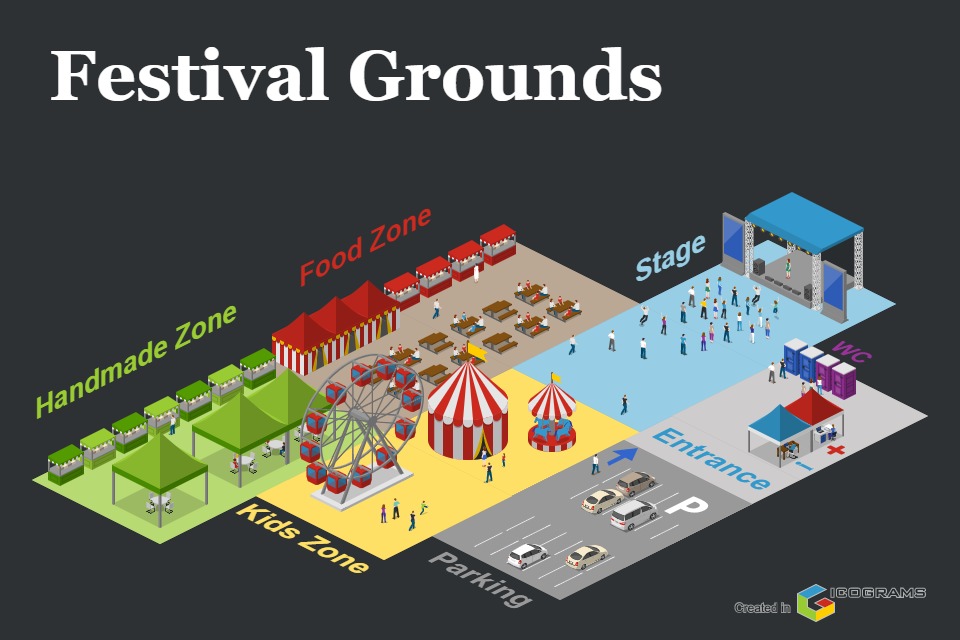 Festival Grounds
Food Zone
Stage
Handmade Zone
WC
Entrance
P
Kids Zone
Parking
Created in ICOGRAMS